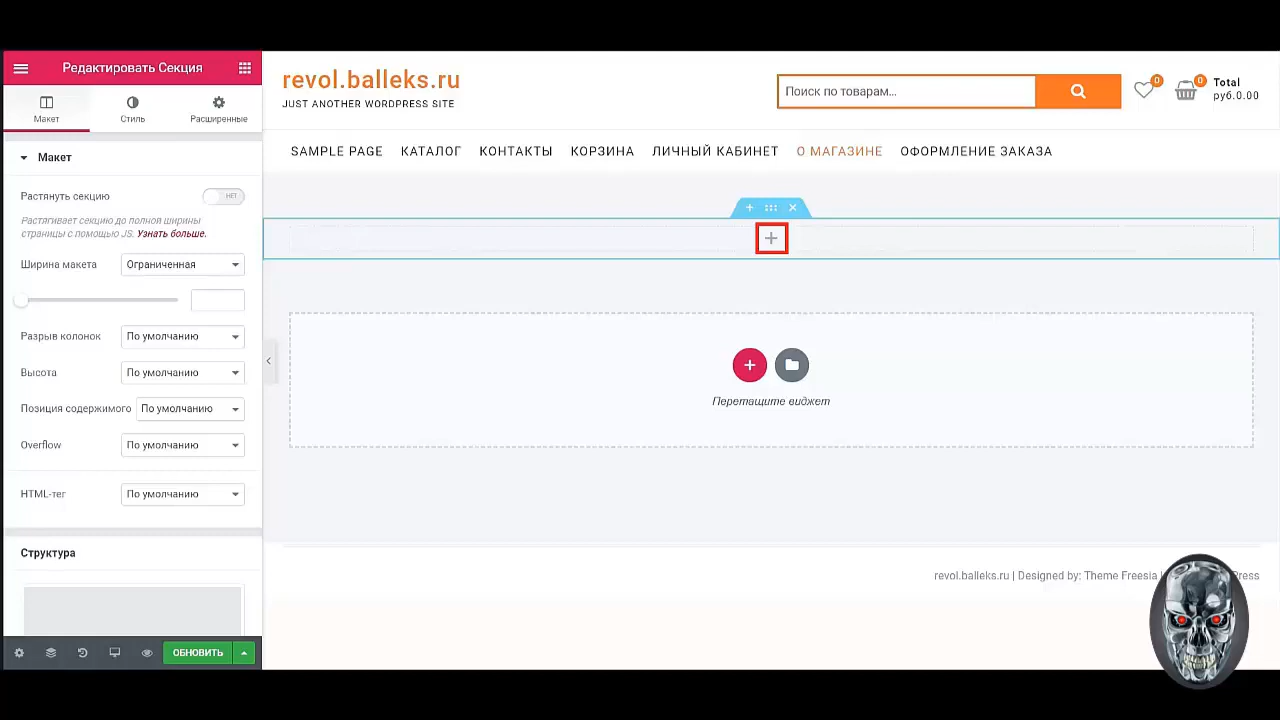 Редактировать Секция
Макет
Стиль
Расширенные
Макет
Растянуть секцию
НЕТ
Растягивает секцию до полной ширины
страницы с помощью JS. Узнать больше.
Ширина макета
Ограниченная
Разрыв колонок
По умолчанию
Высота
По умолчанию
Позиция содержимого
По умолчанию
Overflow
По умолчанию
HTML-тег
По умолчанию
Структура
ОБНОВИТЬ
revol.balleks.ru
JUST ANOTHER WORDPRESS SITE
Поиск по товарам...
0
0
Total
руб.0.00
SAMPLE PAGE КАТАЛОГ КОНТАКТЫ КОРЗИНА ЛИЧНЫЙ КАБИНЕТ О МАГАЗИНЕ ОФОРМЛЕНИЕ ЗАКАЗА
Перетащите виджет
revol.balleks.ru | Designed by: Theme Freesia | ress